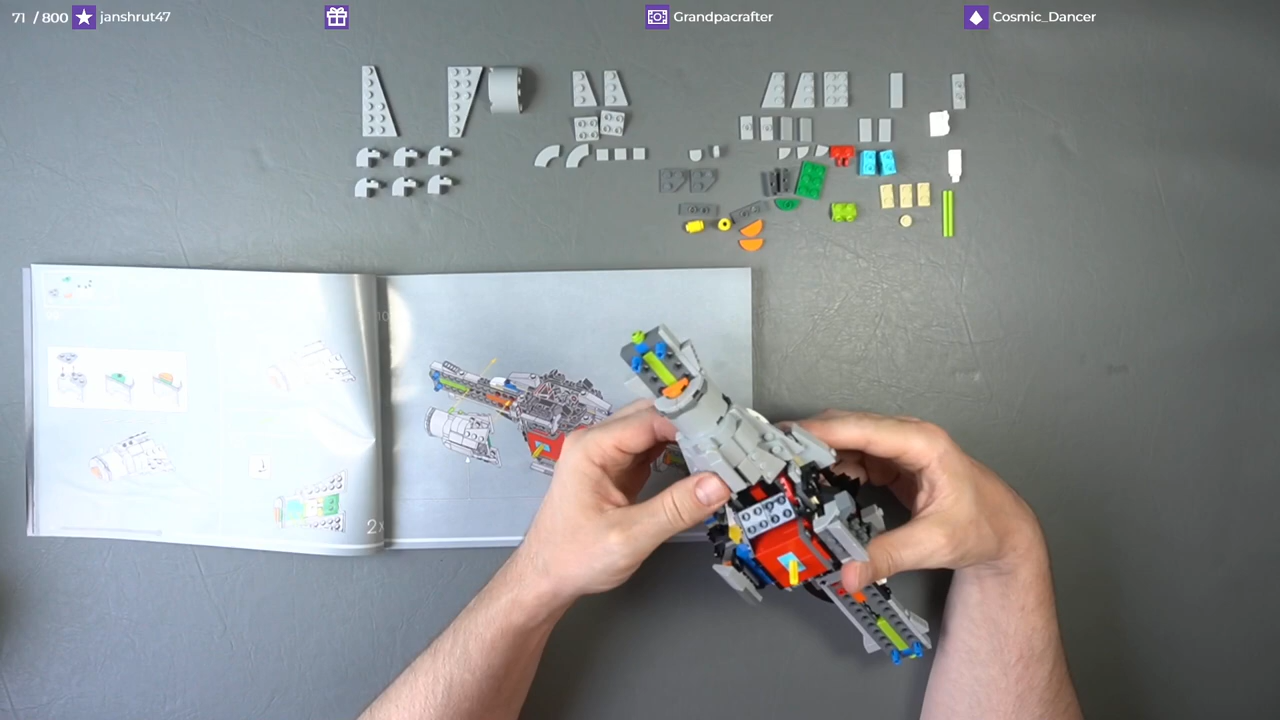 71 / 800 janshrut47
Grandpacrafter
Cosmic_Dancer
2x